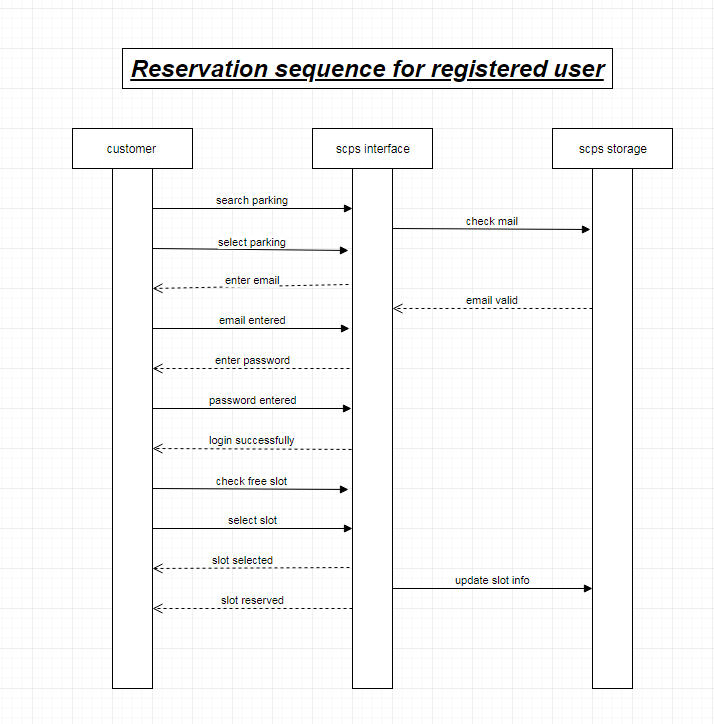 Reservation sequence for registered user
customer
scps interface
scps storage
search parking
check mail
select parking
enter email
email valid
email entered
enter password
password entered
login successfully
check free slot
select slot
slot selected
update slot info
slot reserved